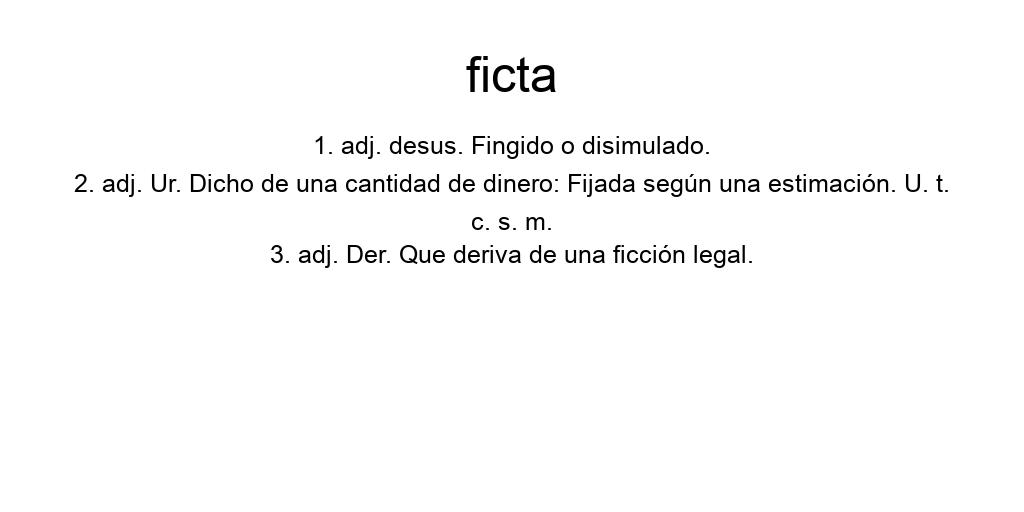 ficta
1. adj. desus. Fingido o disimulado.
2. adj. Ur. Dicho de una cantidad de dinero: Fijada según una estimación. U. t.
c. s. m.
3. adj. Der. Que deriva de una ficción legal.